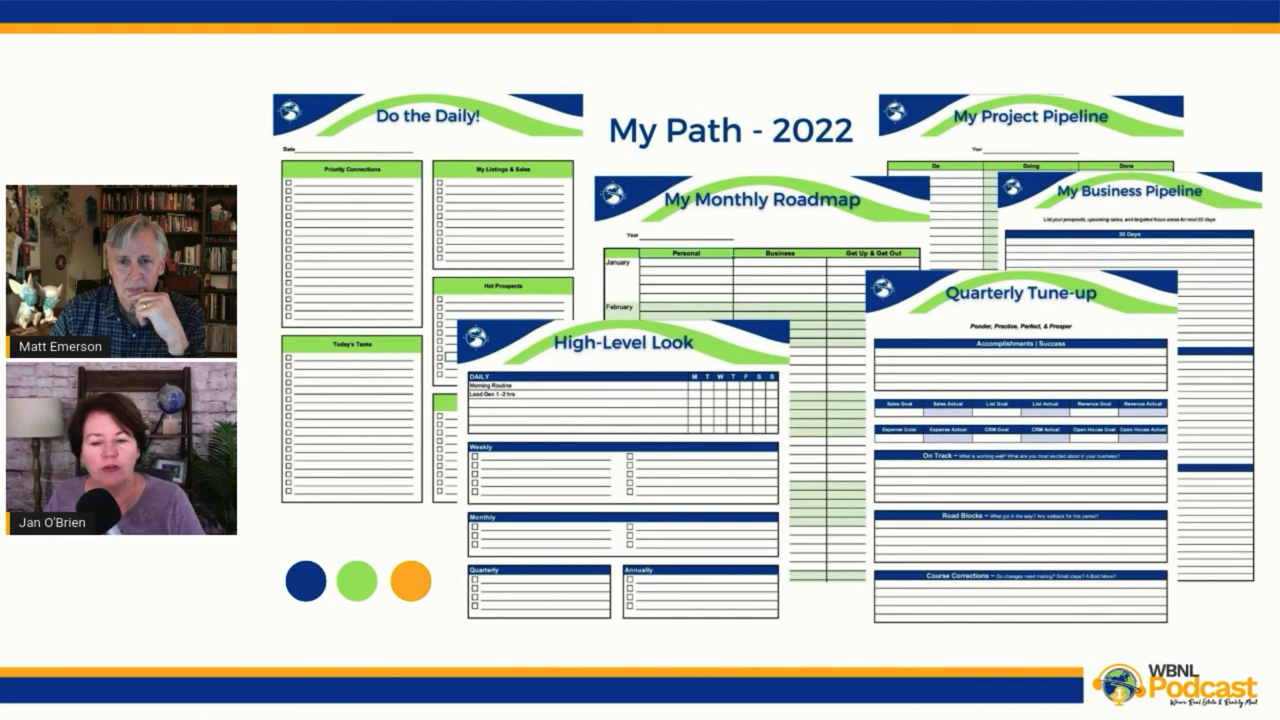 My Path - 2022
Do the Daily!
Date
Priority Connections
My Listings & Sales
Hot Prospects
Today's Tasks
My Project Pipeline
Year
Do
Doing
Done
My Monthly Roadmap
Year
Personal
Business
Get Up & Get Out
January
February
My Business Pipeline
List your prospects, upcoming sales, and targeted focus areas for next 90 days
30 Days
High-Level Look
DAILY
M T W T F S S
Morning Routine
Lead Gen 1-2 hrs
Weekly
Monthly
Quarterly
Annually
Quarterly Tune-up
Ponder, Practice, Perfect, & Prosper
Accomplishments | Success
Sales Goal
Sales Actual
List Goal
List Actual
Revenue Goal
Revenue Actual
Expense Goal
Expense Actual
CRM Goal
CRM Actual
Open House Goal
Open House Actual
On Track ~ What is working well? What are you most excited about in your business?
Road Blocks ~ What got in the way? Any setback for this period?
Course Corrections ~ Do changes need making? Small steps? A Bold Move?
Matt Emerson
Jan O'Brien
WBNL
Podcast
Where Real Estate & Reality Meet